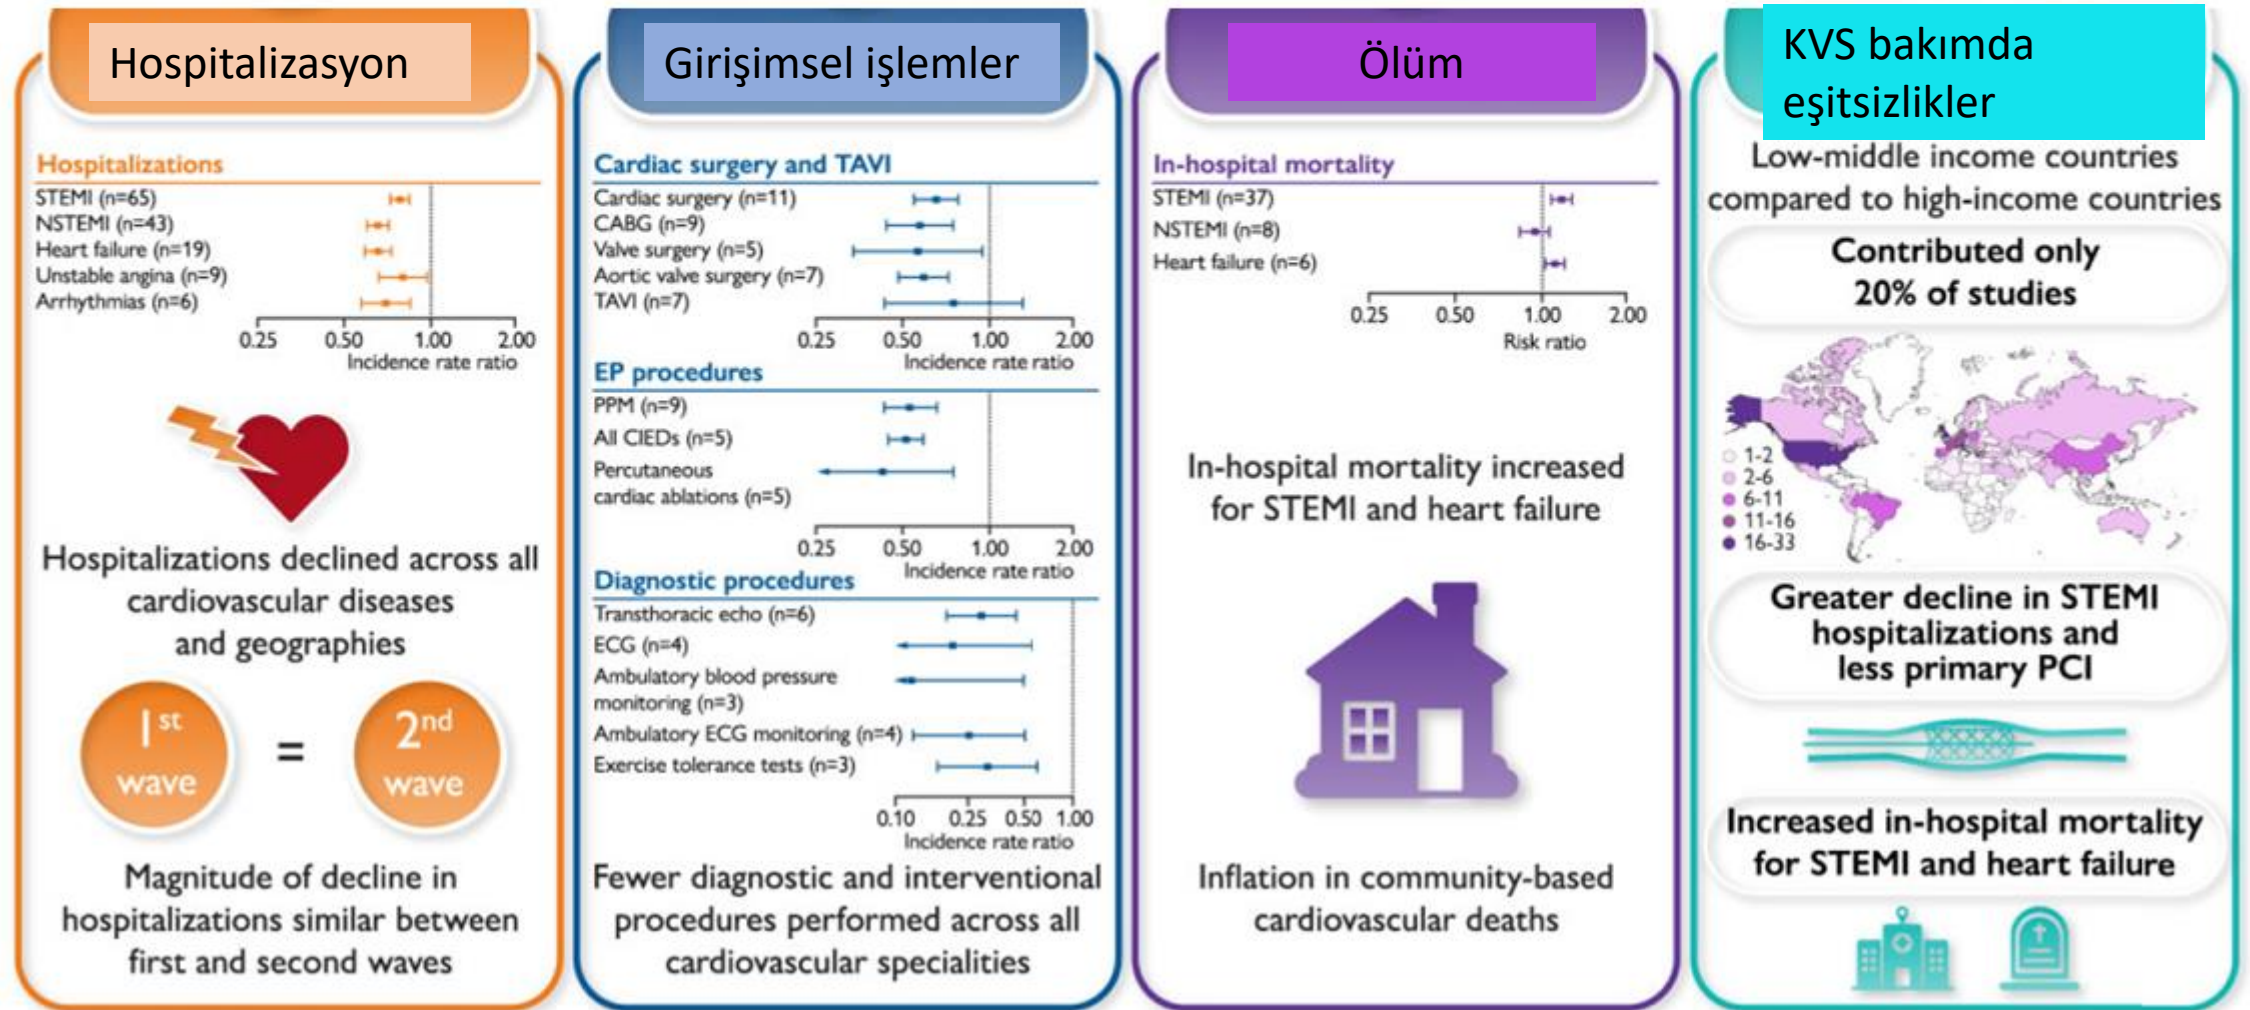 Hospitalizasyon
Hospitalizations
STEMI (n=65)
NSTEMI (n=43)
Heart failure (n=19)
Unstable angina (n=9)
Arrhythmias (n=6)
0.25 0.50 1.00 2.00
Incidence rate ratio
Hospitalizations declined across all
cardiovascular diseases
and geographies
1st
wave
=
2nd
wave
Magnitude of decline in
hospitalizations similar between
first and second waves
Girişimsel işlemler
Cardiac surgery and TAVI
Cardiac surgery (n=11)
CABG (n=9)
Valve surgery (n=5)
Aortic valve surgery (n=7)
TAVI (n=7)
0.25 0.50 1.00 2.00
Incidence rate ratio
EP procedures
PPM (n=9)
All CIEDs (n=5)
Percutaneous
cardiac ablations (n=5)
0.25 0.50 1.00 2.00
Incidence rate ratio
Diagnostic procedures
Transthoracic echo (n=6)
ECG (n=4)
Ambulatory blood pressure
monitoring (n=3)
Ambulatory ECG monitoring (n=4)
Exercise tolerance tests (n=3)
0.10 0.25 0.50 1.00
Incidence rate ratio
Fewer diagnostic and interventional
procedures performed across all
cardiovascular specialities
Ölüm
In-hospital mortality
STEMI (n=37)
NSTEMI (n=8)
Heart failure (n=6)
0.25 0.50 1.00 2.00
Risk ratio
In-hospital mortality increased
for STEMI and heart failure
Inflation in community-based
cardiovascular deaths
KVS bakımda
eşitsizlikler
Low-middle income countries
compared to high-income countries
Contributed only
20% of studies
1-2
2-6
6-11
11-16
16-33
Greater decline in STEMI
hospitalizations and
less primary PCI
Increased in-hospital mortality
for STEMI and heart failure